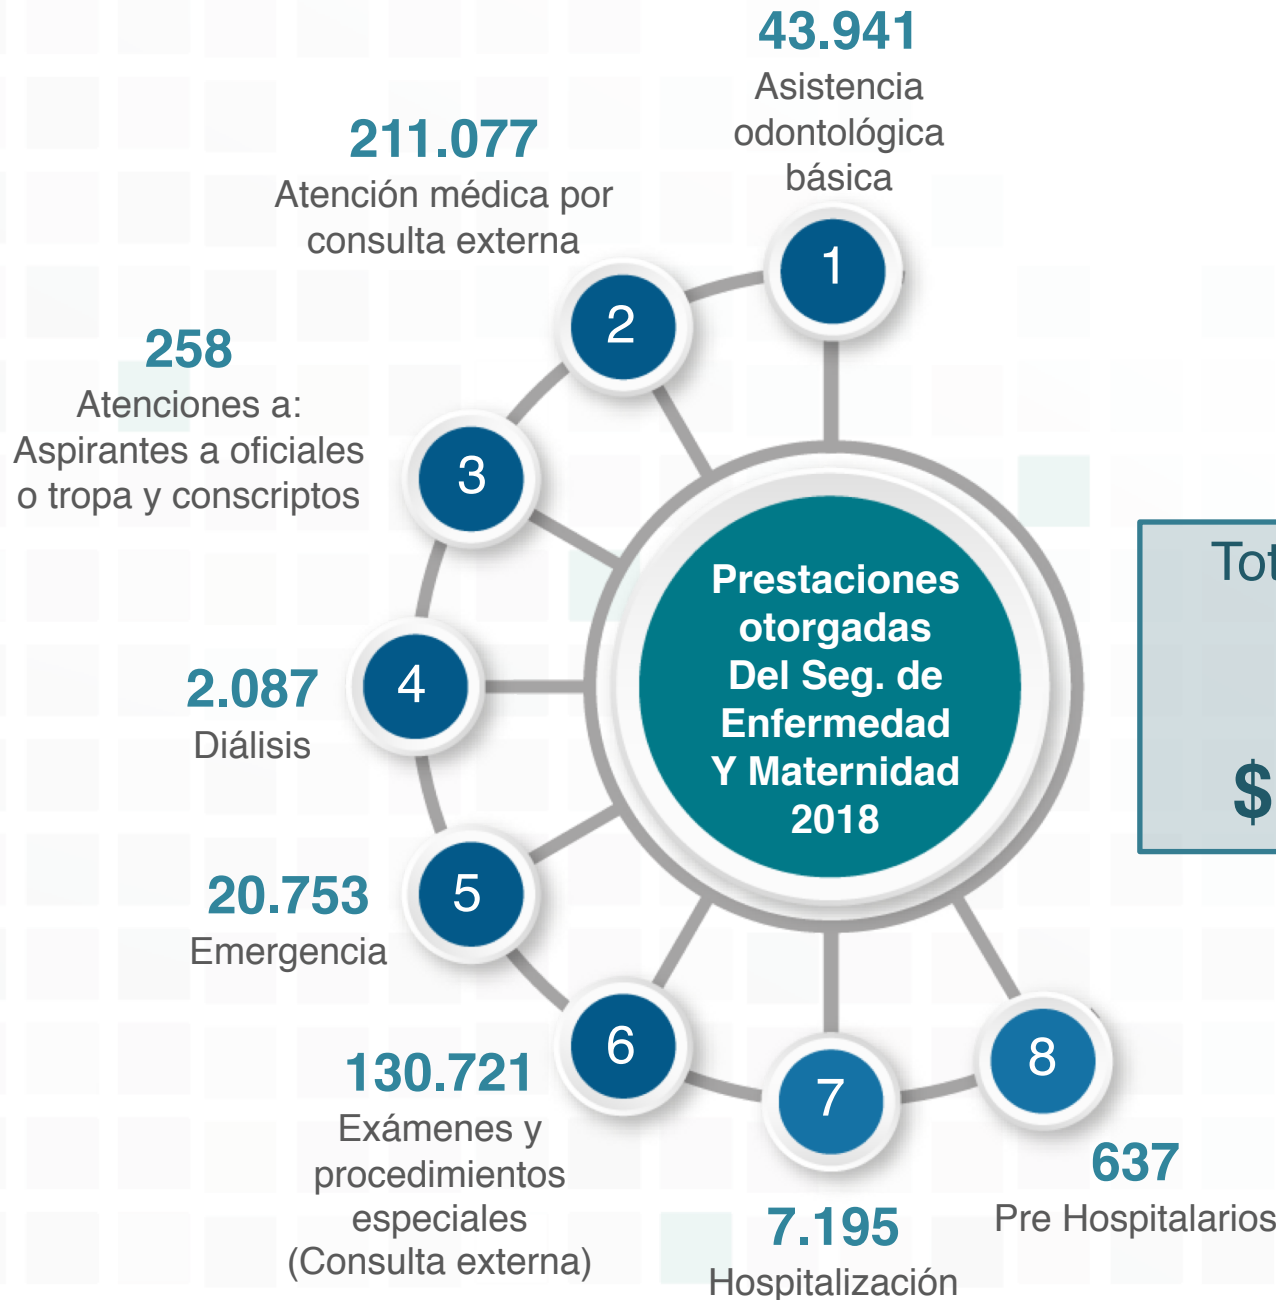 43.941
Asistencia
odontológica
básica
1
211.077
Atención médica por
consulta externa
2
258
Atenciones a:
Aspirantes a oficiales
o tropa y conscriptos
3
2.087
Diálisis
4
20.753
Emergencia
5
130.721
Exámenes y
procedimientos
especiales
(Consulta externa)
6
7
7.195
Hospitalización
8
637
Pre Hospitalarios
Prestaciones
otorgadas
Del Seg. de
Enfermedad
Y Maternidad
2018
$